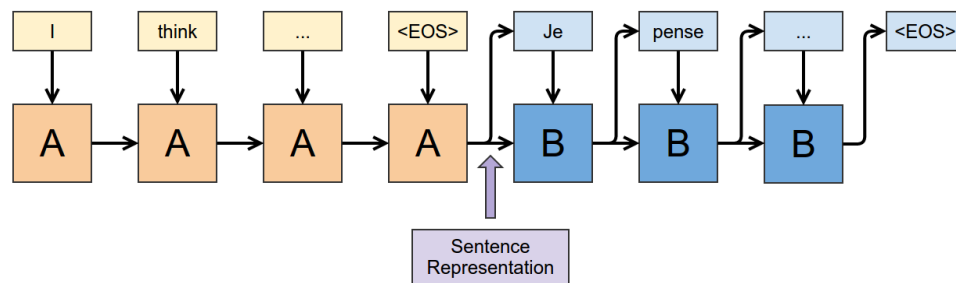 I think ... <EOS> Je pense ... <EOS>
A A A A B B B
Sentence
Representation